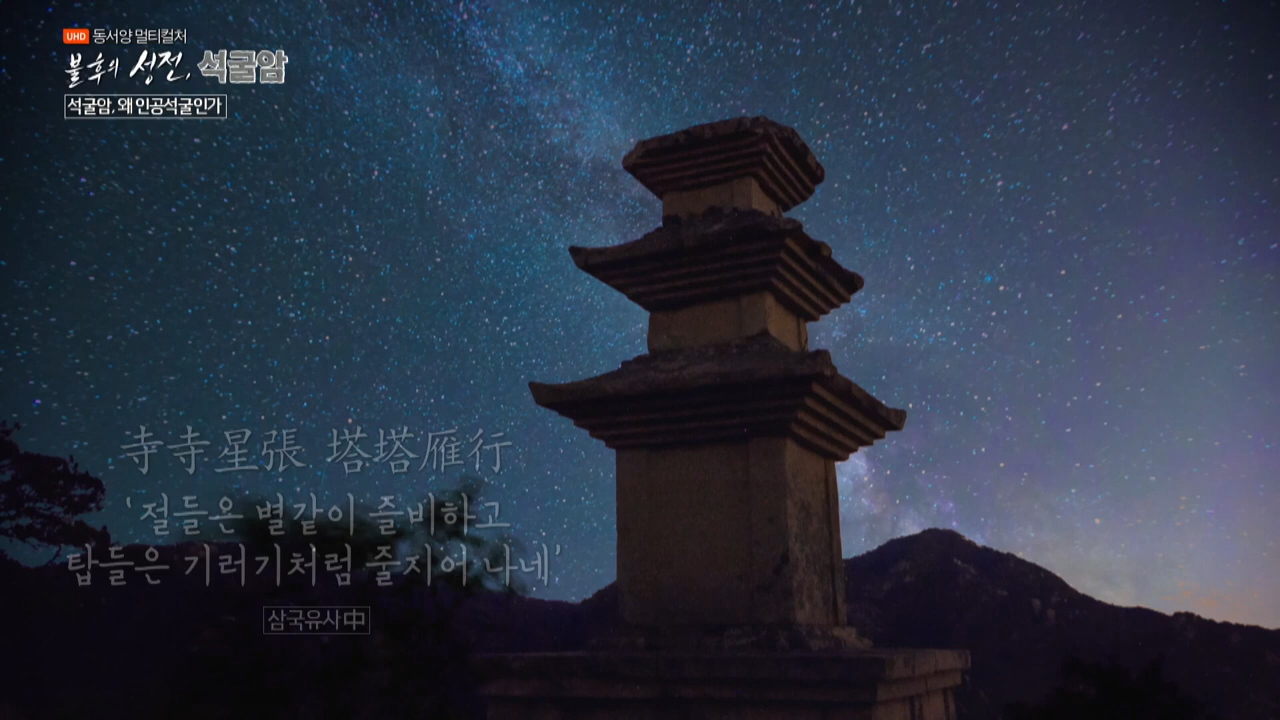 UHD 동서양 멀티컬처
불후의 성전, 석굴암
석굴암, 왜 인공석굴인가
寺寺星張 塔塔雁行
‘절들은 별같이 즐비하고
탑들은 기러기처럼 줄지어 나네’
삼국유사中